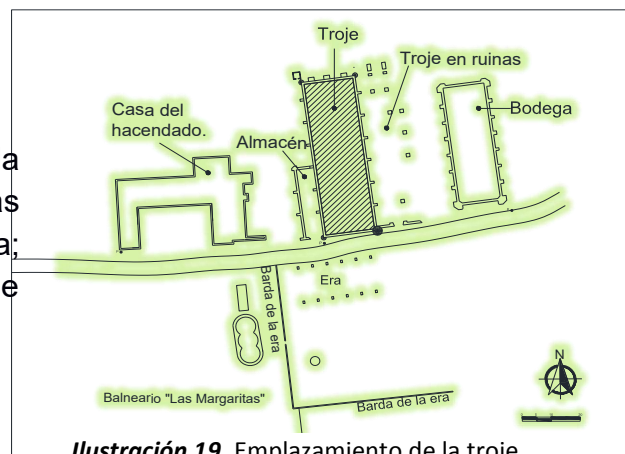 Troje
Troje en ruinas
Casa del
hacendado.
Bodega
Almacén
a
as
a;
e
Era
Barda de la era
Balneario "Las Margaritas"
Barda de la era
N
Ilustración 19. Emplazamiento de la troje